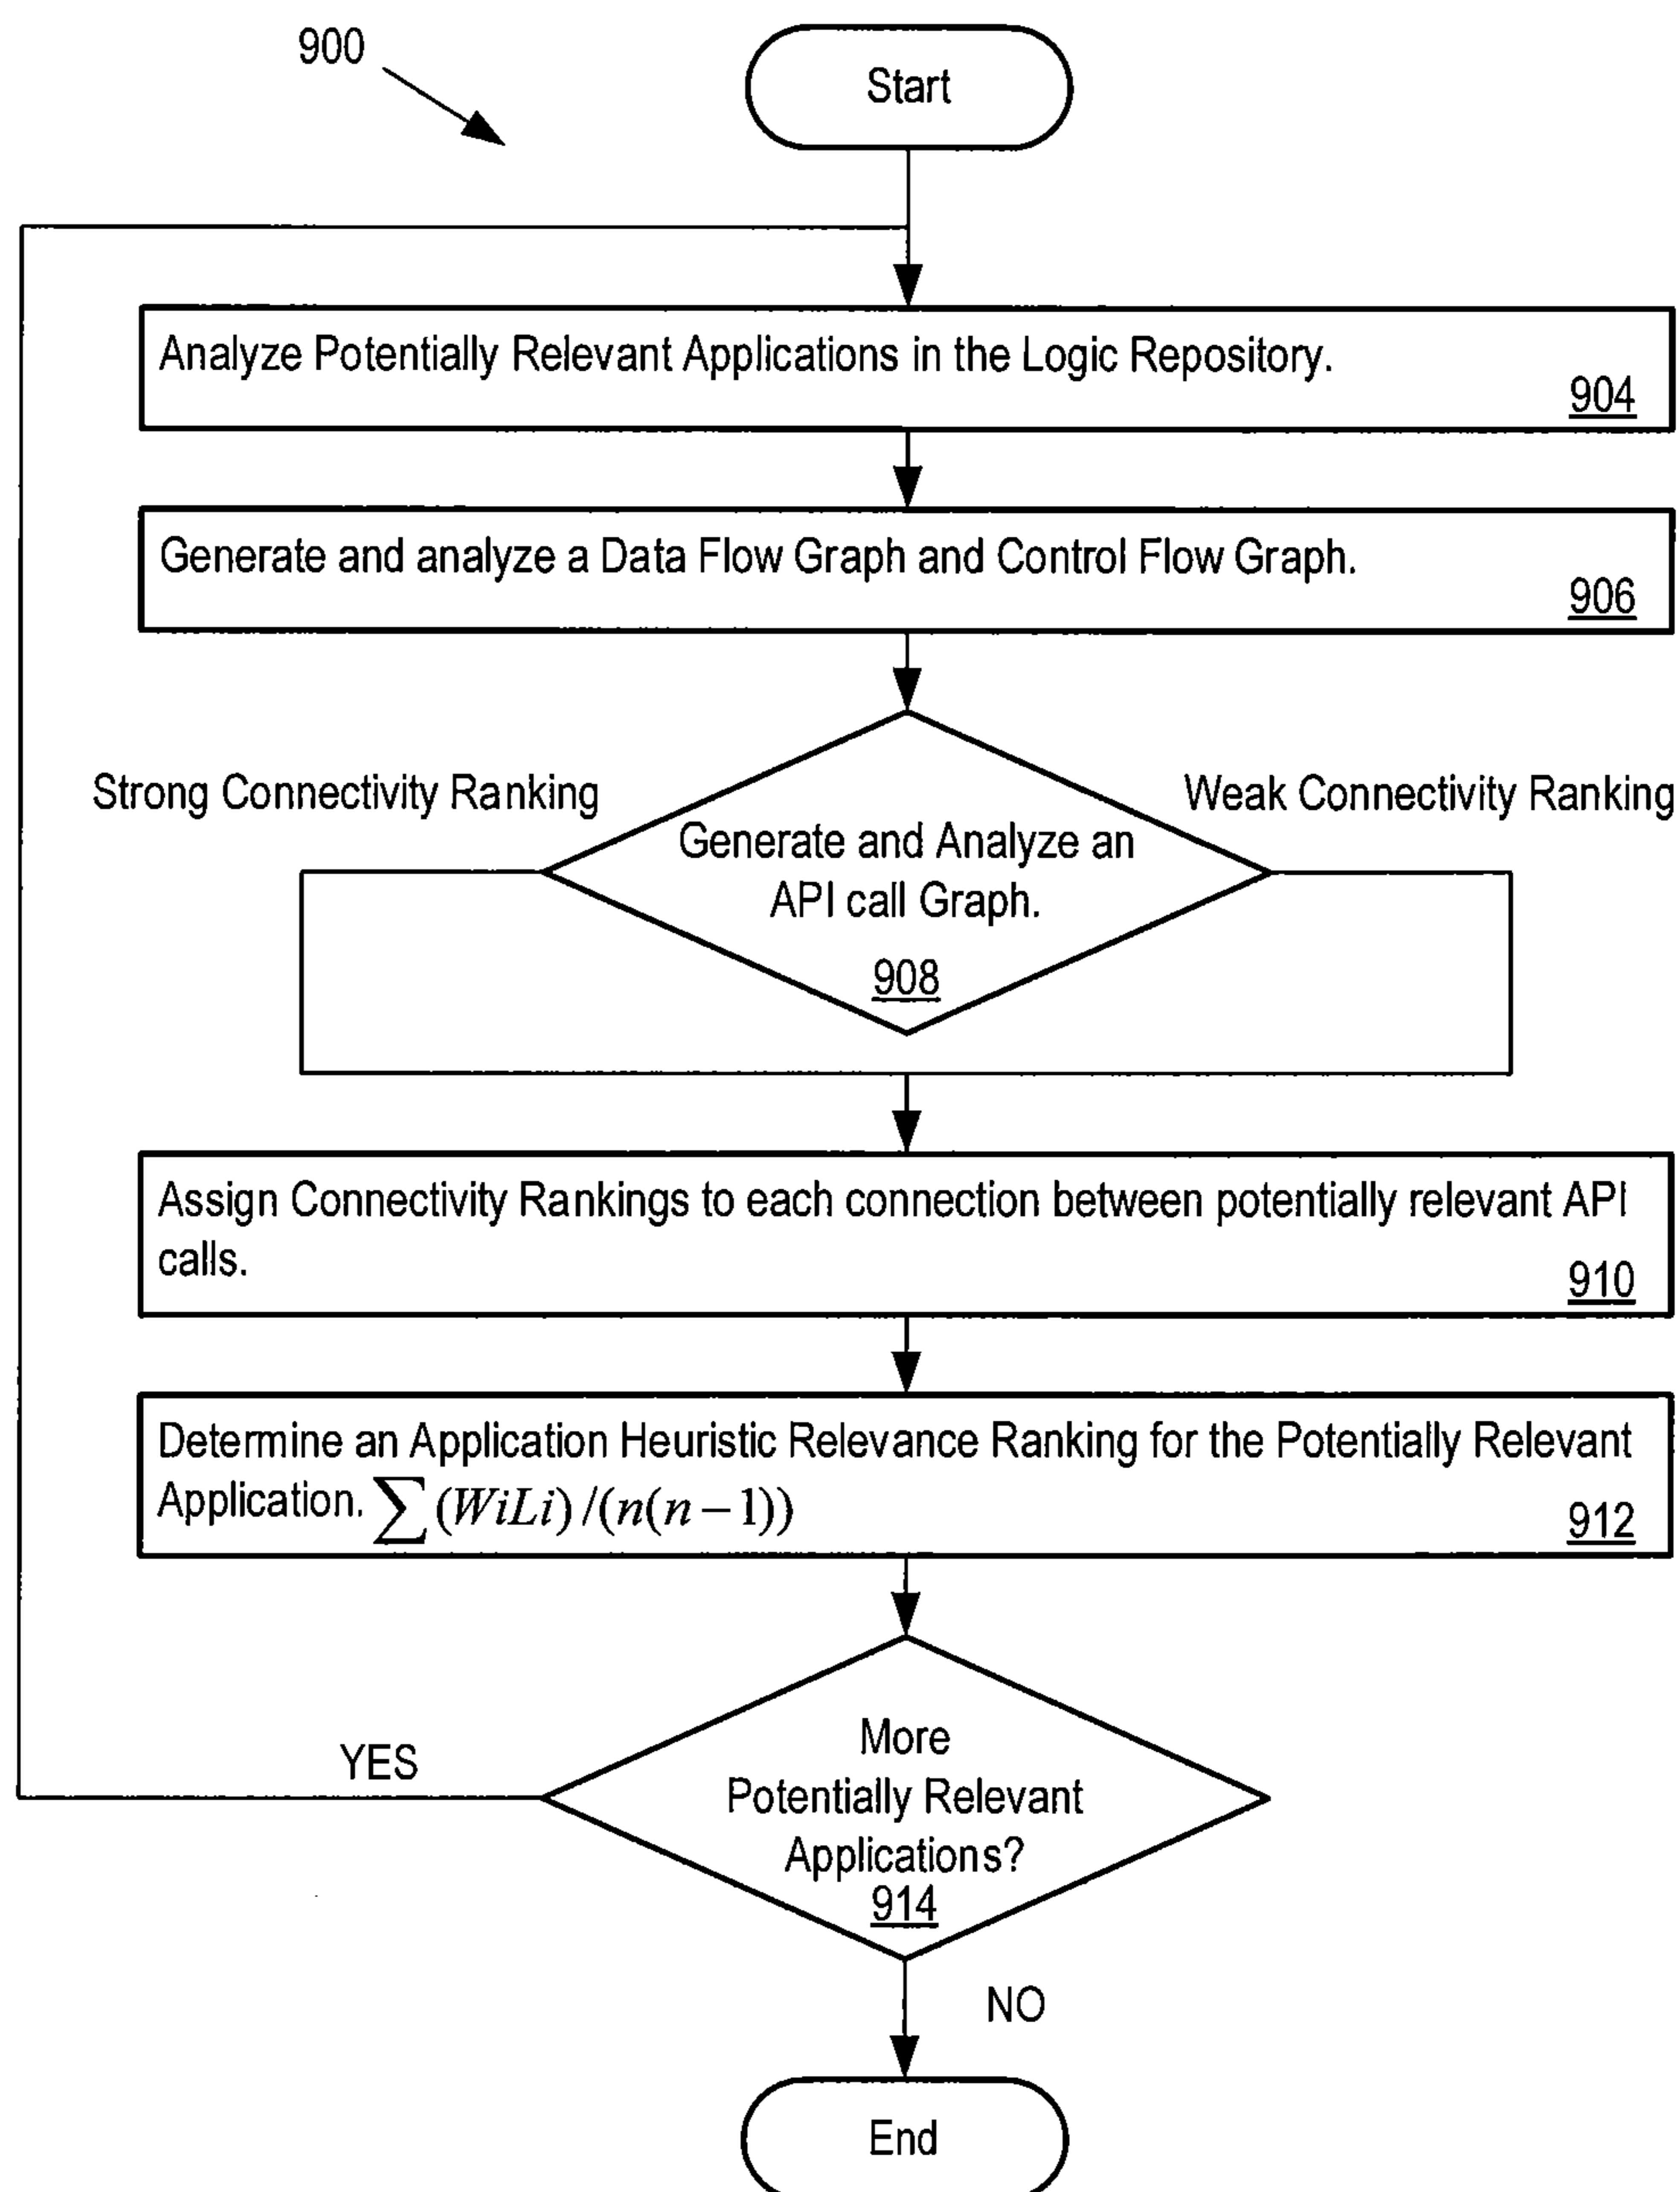 900
Start
Analyze Potentially Relevant Applications in the Logic Repository.
904
Generate and analyze a Data Flow Graph and Control Flow Graph.
906
Strong Connectivity Ranking
Weak Connectivity Ranking
Generate and Analyze an
API call Graph.
908
Assign Connectivity Rankings to each connection between potentially relevant API
calls.
910
Determine an Application Heuristic Relevance Ranking for the Potentially Relevant
Application. ∑(WiLi)/(n(n−1))
912
More
Potentially Relevant
Applications?
914
YES
NO
End